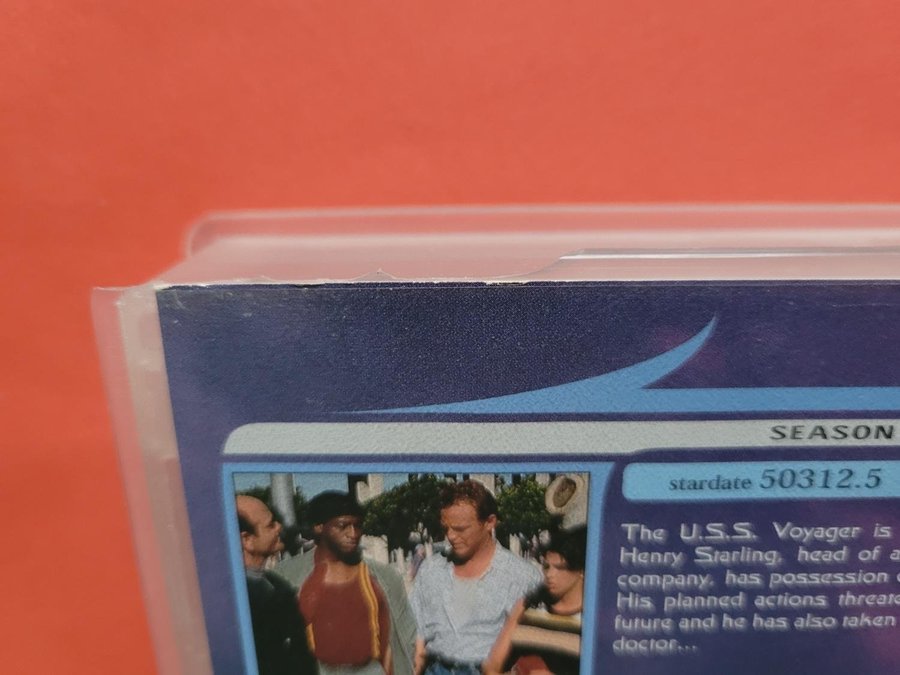 SEASON
stardate 50312.5
The U.S.S. Voyager is
Henry Starling, head of a
company, has possession
His planned actions threate
future and he has also taken
doctor...